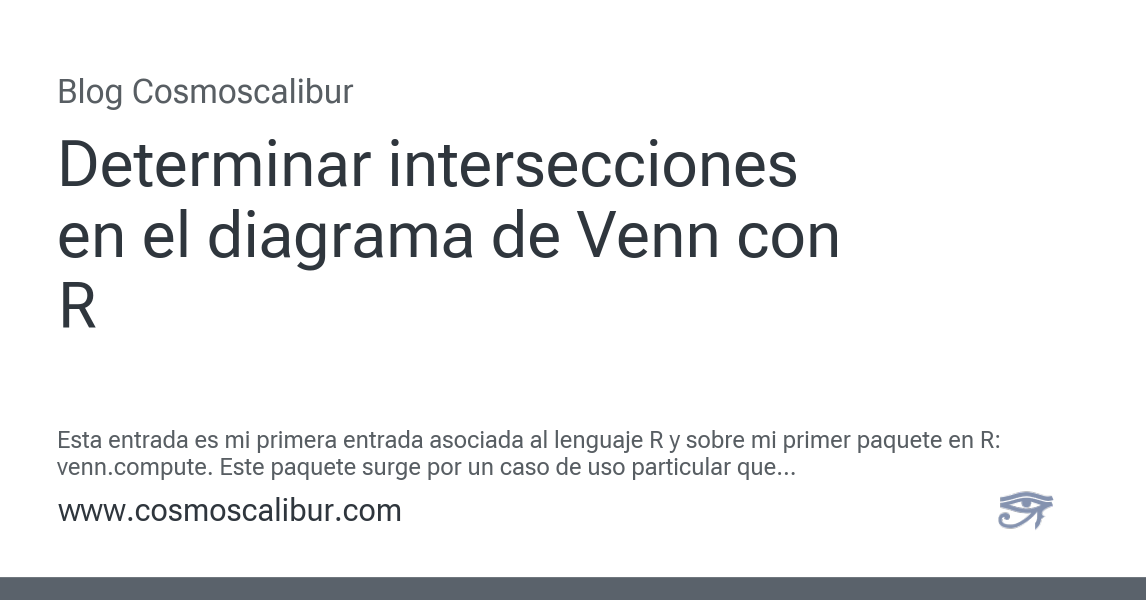 Blog Cosmoscalibur
Determinar intersecciones
en el diagrama de Venn con
R
Esta entrada es mi primera entrada asociada al lenguaje R y sobre mi primer paquete en R:
venn.compute. Este paquete surge por un caso de uso particular que...
www.cosmoscalibur.com